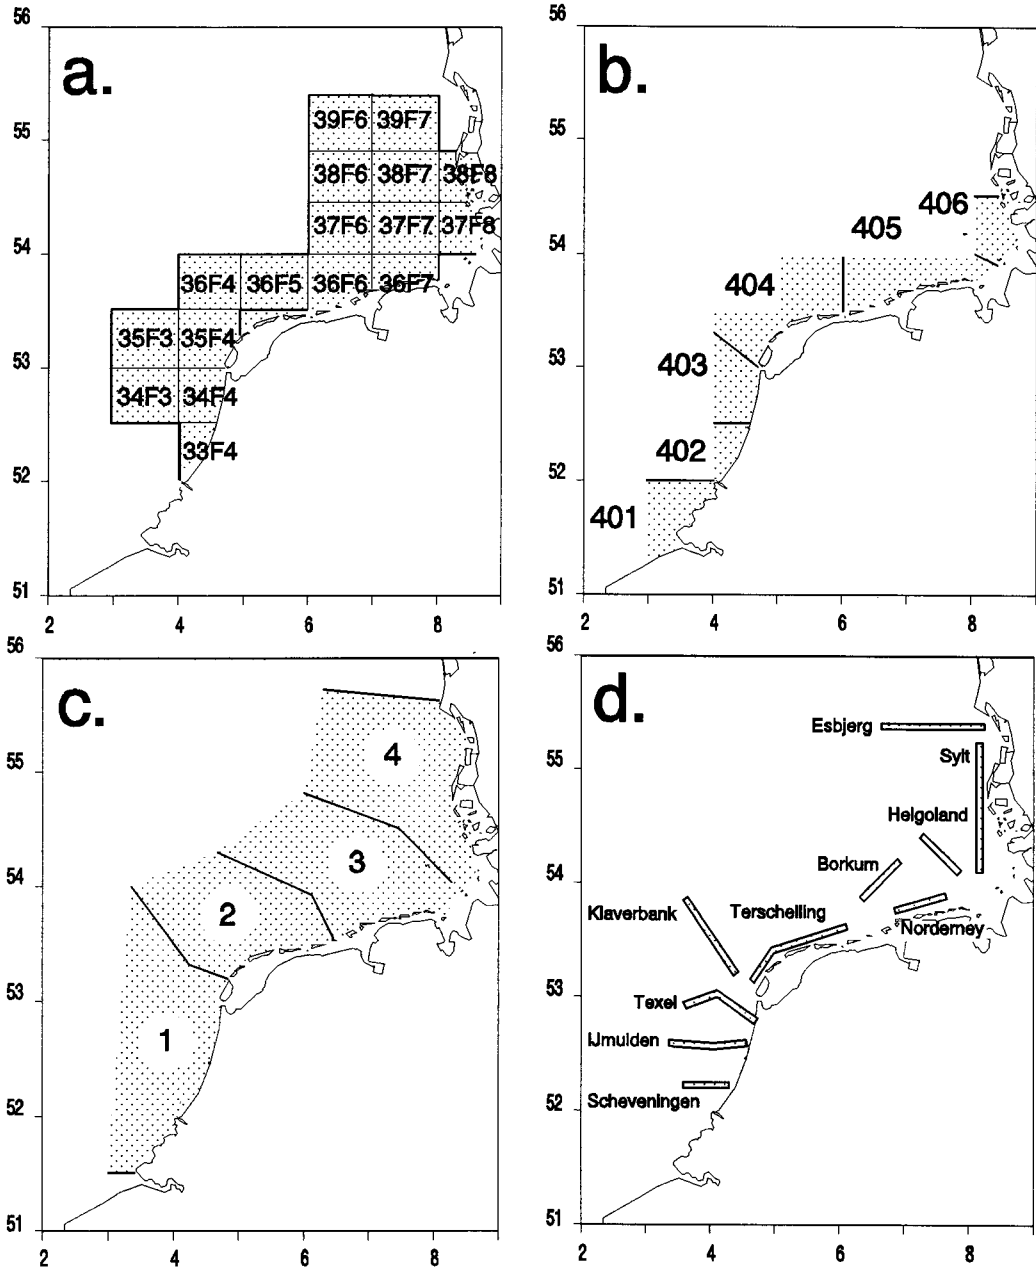 56
a.
55
39F6 39F7
38F6 38F7 38F8
37F6 37F7 37F8
54
36F4 36F5 36F6 36F7
35F3 35F4
53
34F3 34F4
33F4
52
51
2 4 6 8
56
b.
55
406
405
54
404
403
53
402
52
401
51
2 4 6 8
56
c.
4
55
3
54
2
53
1
52
51
2 4 6 8
56
d.
Esbjerg
Sylt
55
Helgoland
Borkum
54
Klaverbank
Terschelling
Norderney
53
Texel
IJmuiden
Scheveningen
52
51
2 4 6 8